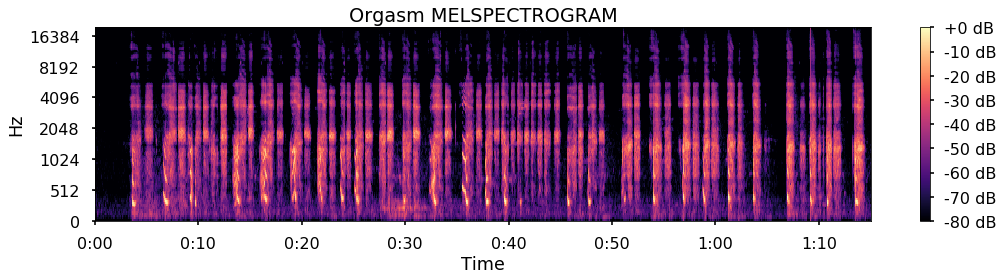 Orgasm MELSPECTROGRAM
Hz
16384
8192
4096
2048
1024
512
0
0:00 0:10 0:20 0:30 0:40 0:50 1:00 1:10
Time
+0 dB
-10 dB
-20 dB
-30 dB
-40 dB
-50 dB
-60 dB
-70 dB
-80 dB